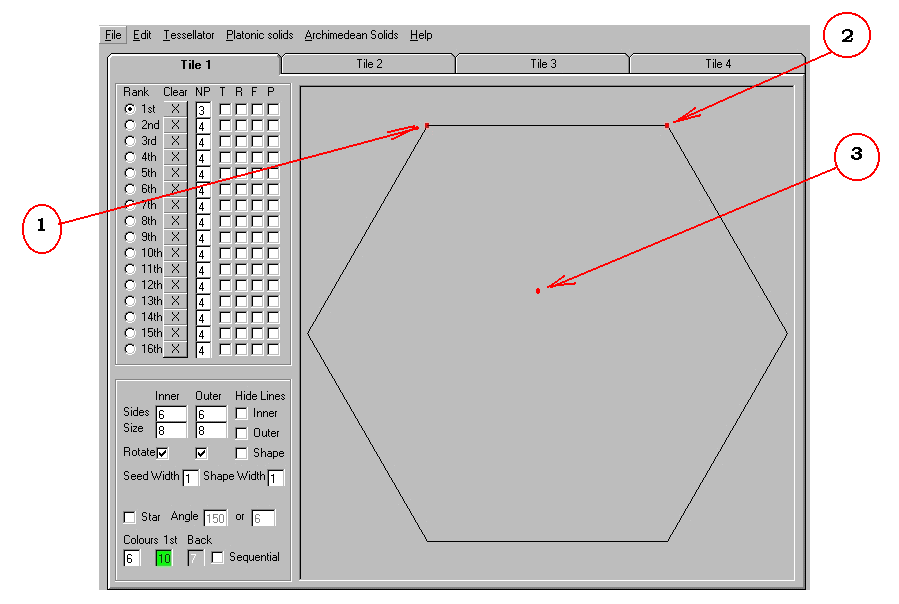 File Edit Tessellator Platonic solids Archimedean Solids Help
2
Tile 1 Tile 2 Tile 3 Tile 4
Rank Clear NP T R F P
1st X 3
2nd X 4
3rd X 4
4th X 4
5th X 4
6th X 4
7th X 4
8th X 4
9th X 4
10th X 4
11th X 4
12th X 4
13th X 4
14th X 4
15th X 4
16th X 4
3
1
Inner Outer Hide Lines
Sides 6 6 Inner
Size 8 8 Outer
Rotate Shape
Seed Width 1 Shape Width 1
Star Angle 150 or 6
Colours 1st Back
6 10 7 Sequential